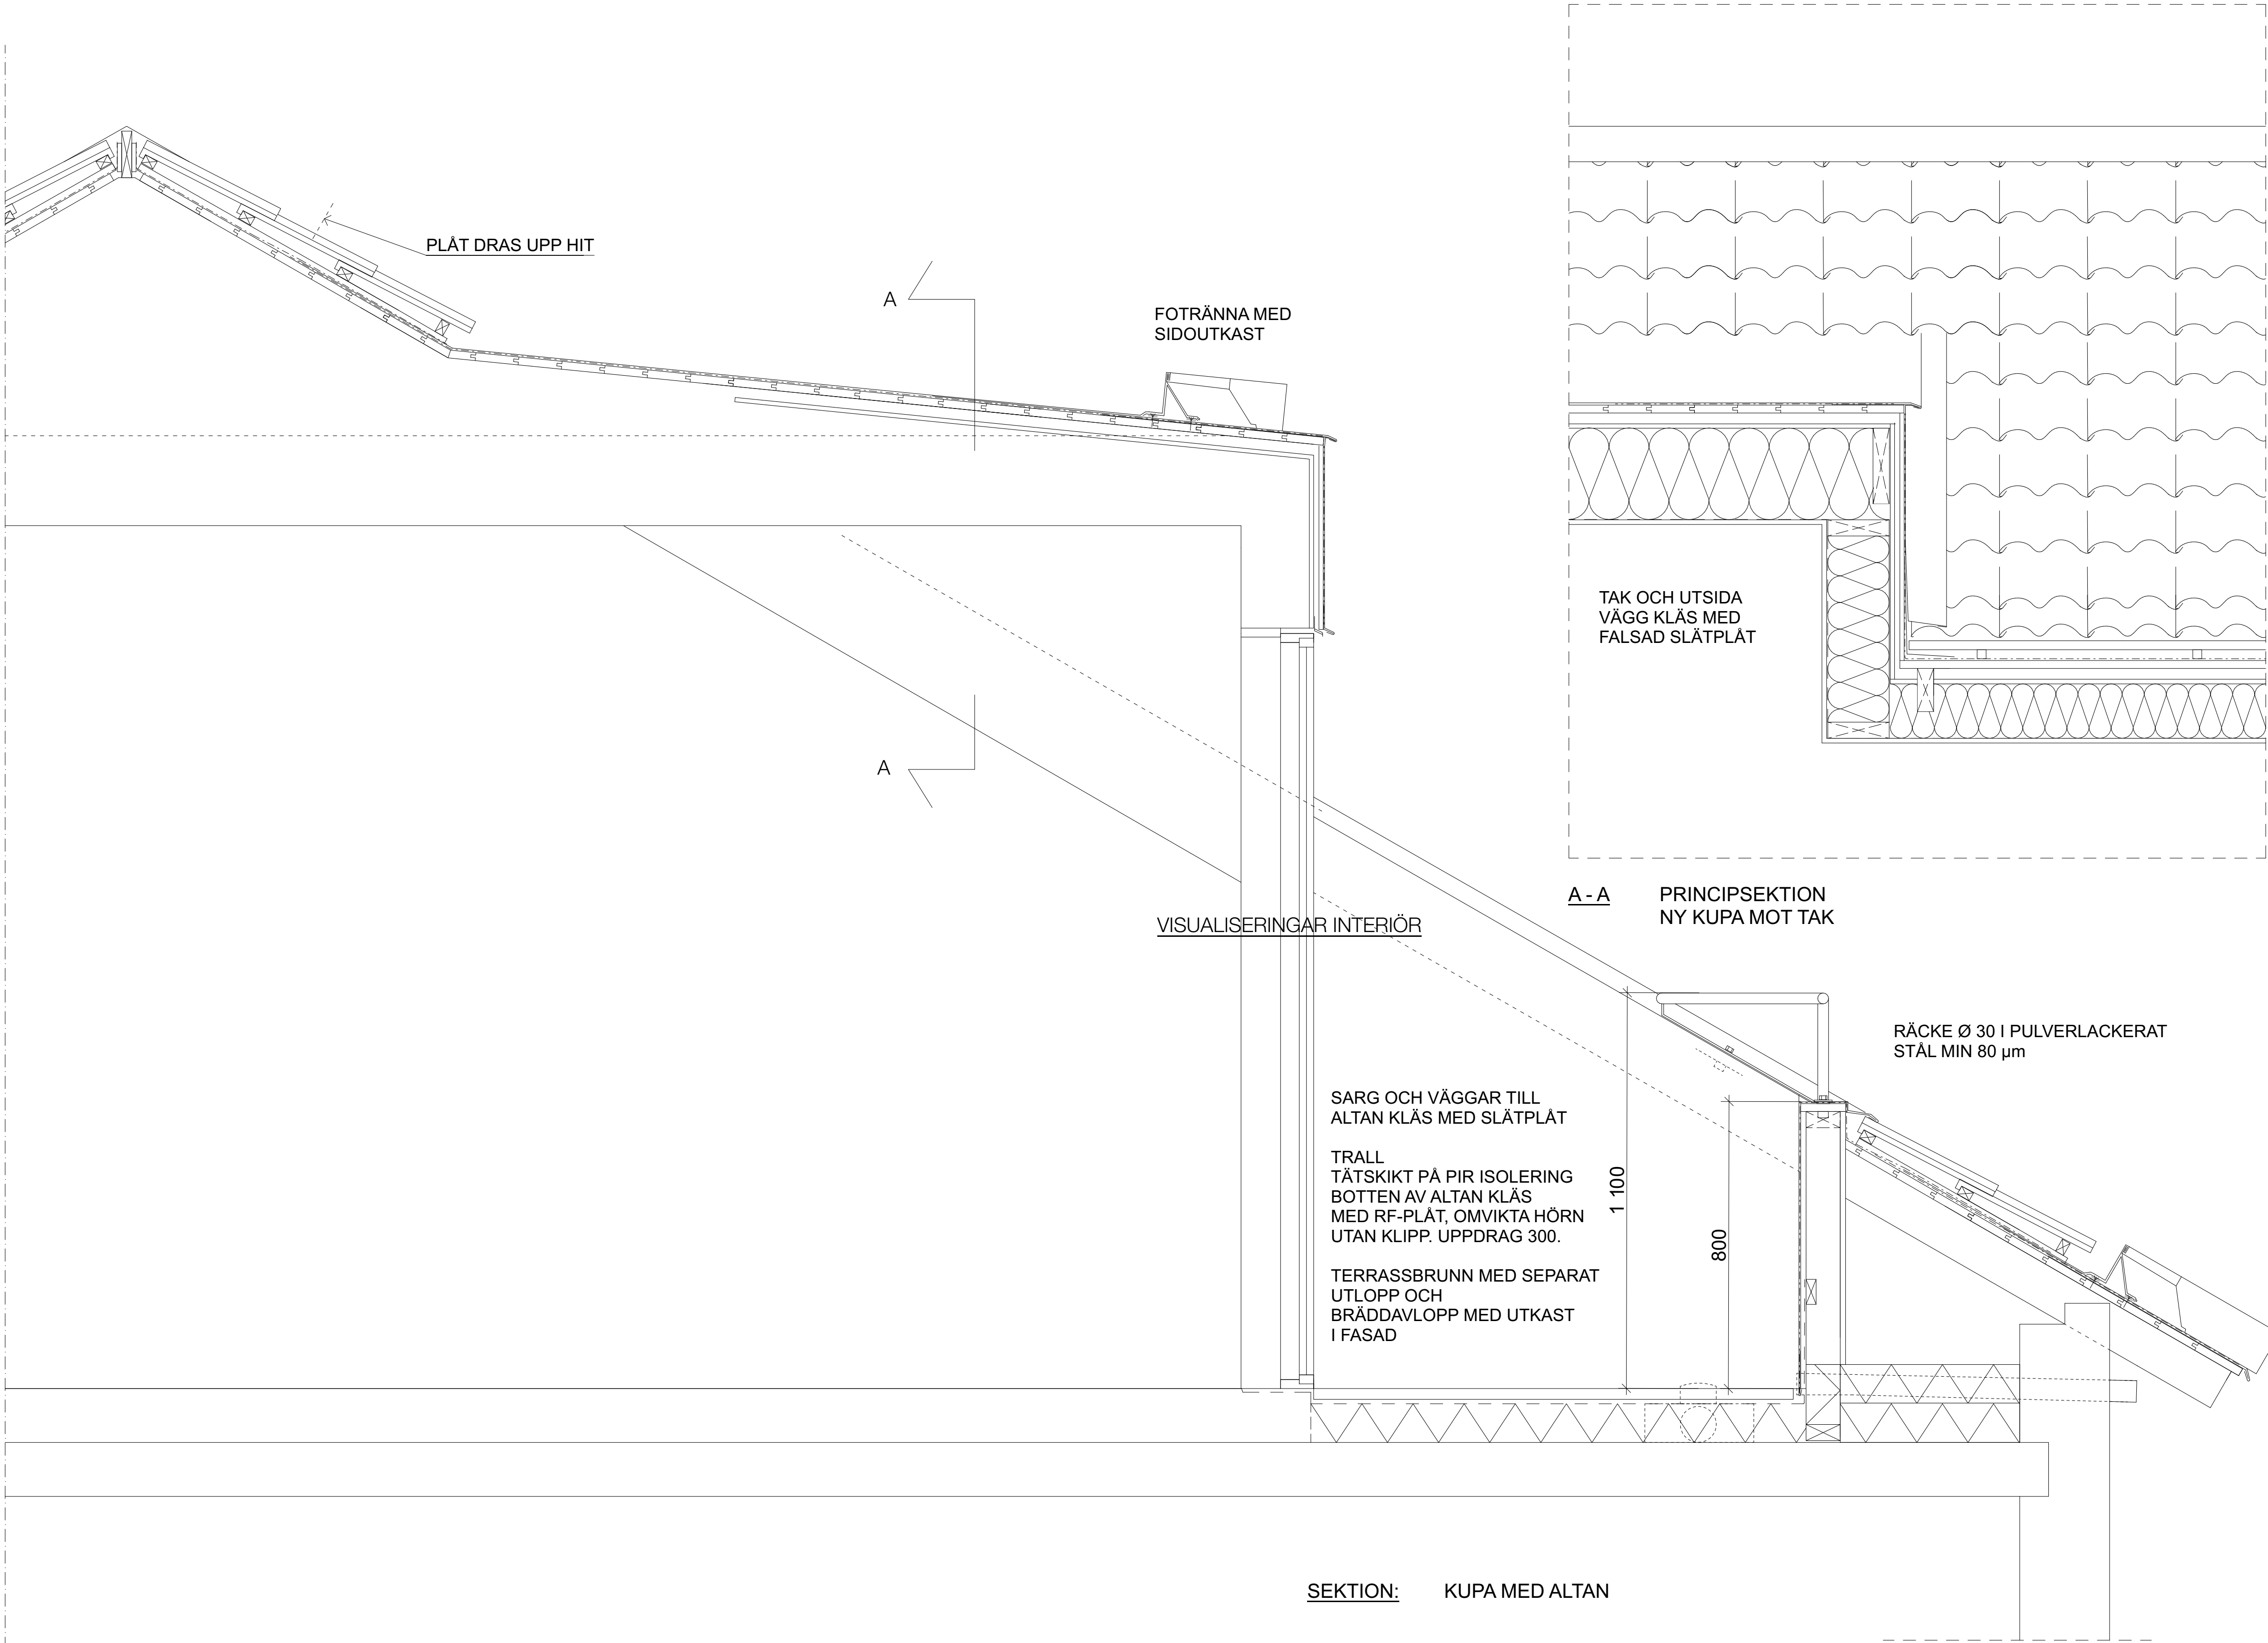 PLÅT DRAS UPP HIT
A
FOTRÄNNA MED
SIDOUTKAST
A
TAK OCH UTSIDA
VÄGG KLÄS MED
FALSAD SLÄTPLÅT
A - A PRINCIPSEKTION
NY KUPA MOT TAK
VISUALISERINGAR INTERIÖR
RÄCKE Ø 30 I PULVERLACKERAT
STÅL MIN 80 µm
SARG OCH VÄGGAR TILL
ALTAN KLÄS MED SLÄTPLÅT
TRALL
TÄTSKIKT PÅ PIR ISOLERING
BOTTEN AV ALTAN KLÄS
MED RF-PLÅT, OMVIKTA HÖRN
UTAN KLIPP. UPPDRAG 300.
TERRASSBRUNN MED SEPARAT
UTLOPP OCH
BRÄDDAVLOPP MED UTKAST
I FASAD
1 100
800
SEKTION: KUPA MED ALTAN